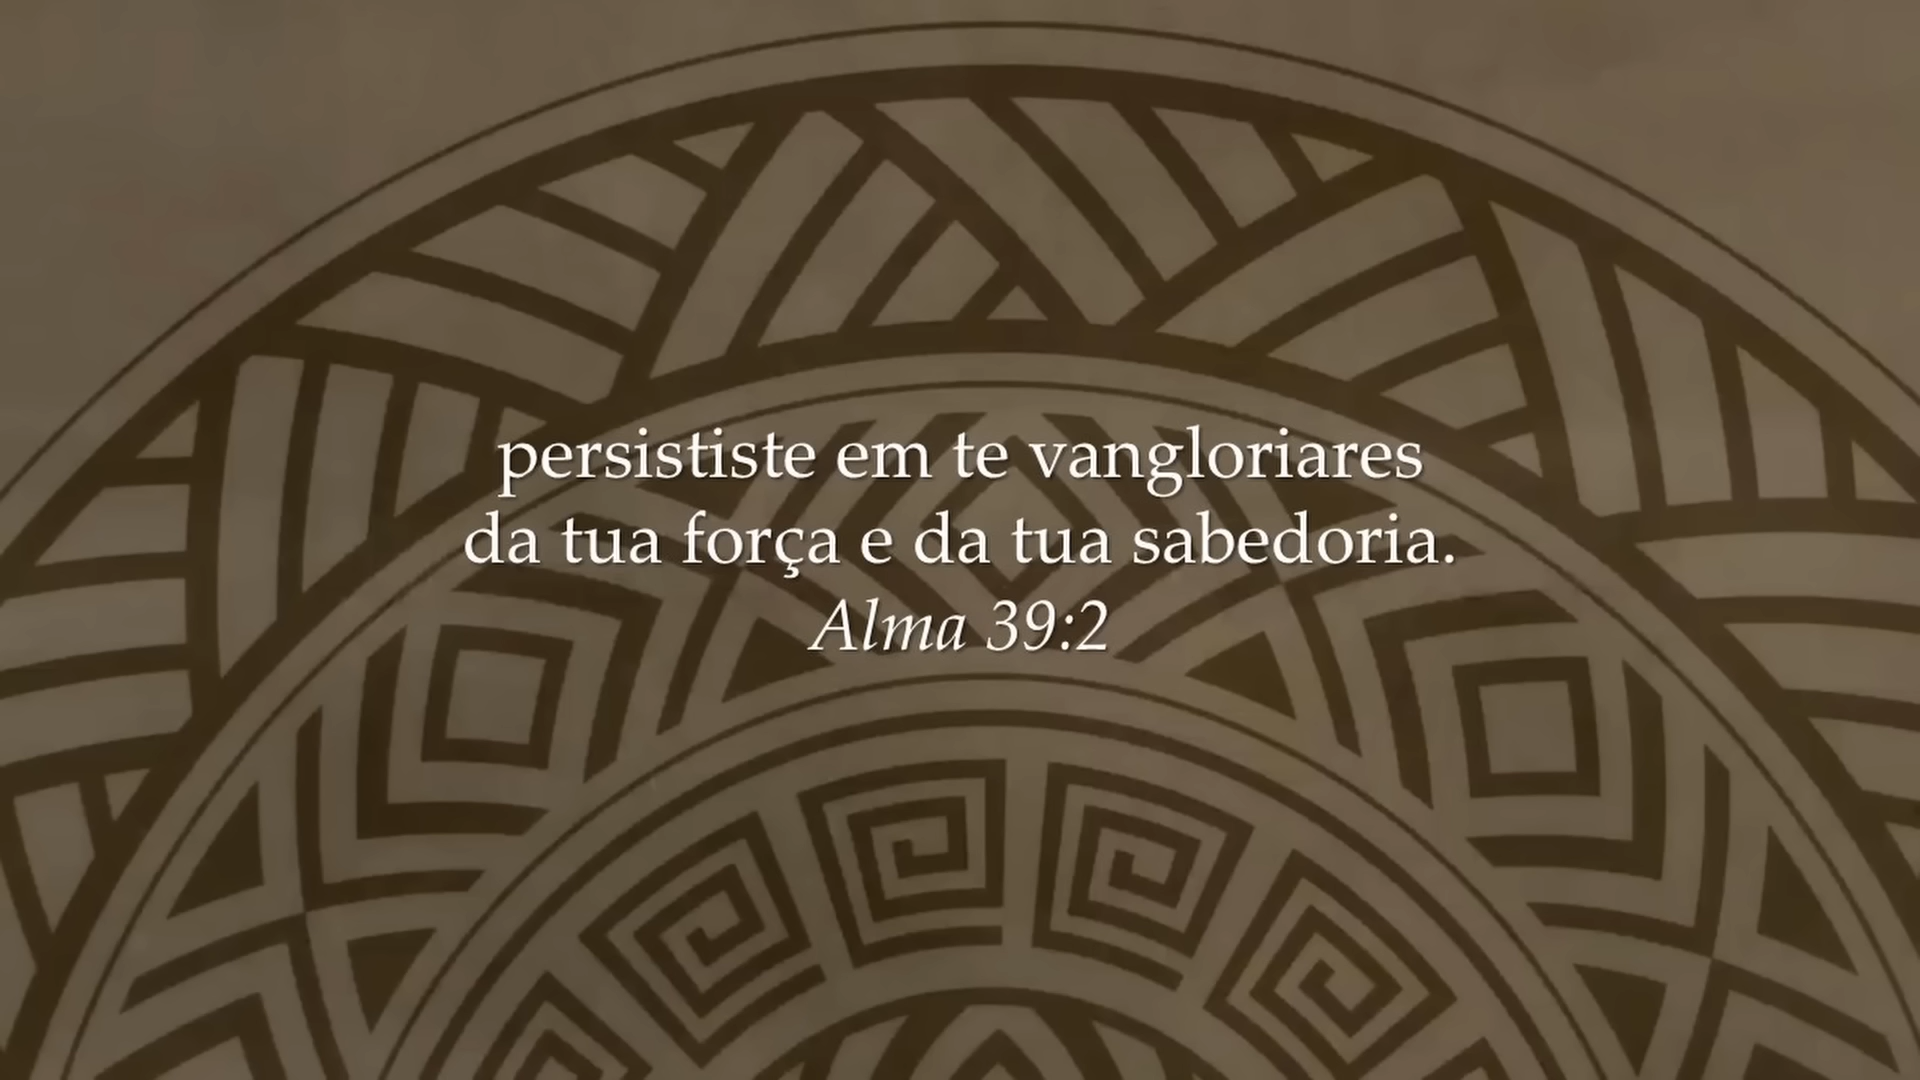 persististe em te vangloriares
da tua força e da tua sabedoria.
Alma 39:2